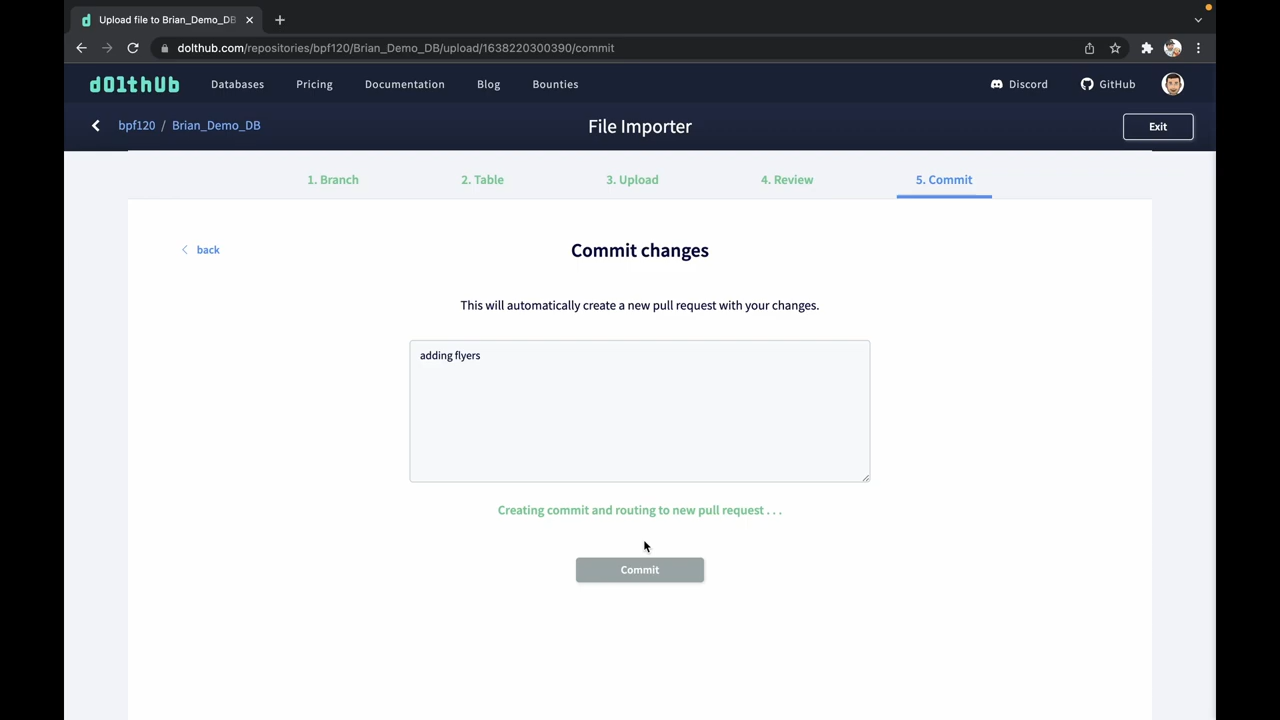 Upload file to Brian_Demo_DB
dolthub.com/repositories/bpf120/Brian_Demo_DB/upload/1638220300390/commit
d0lthub Databases Pricing Documentation Blog Bounties Discord GitHub
bpf120 / Brian_Demo_DB File Importer Exit
1. Branch 2. Table 3. Upload 4. Review 5. Commit
back Commit changes
This will automatically create a new pull request with your changes.
adding flyers
Creating commit and routing to new pull request . . .
Commit